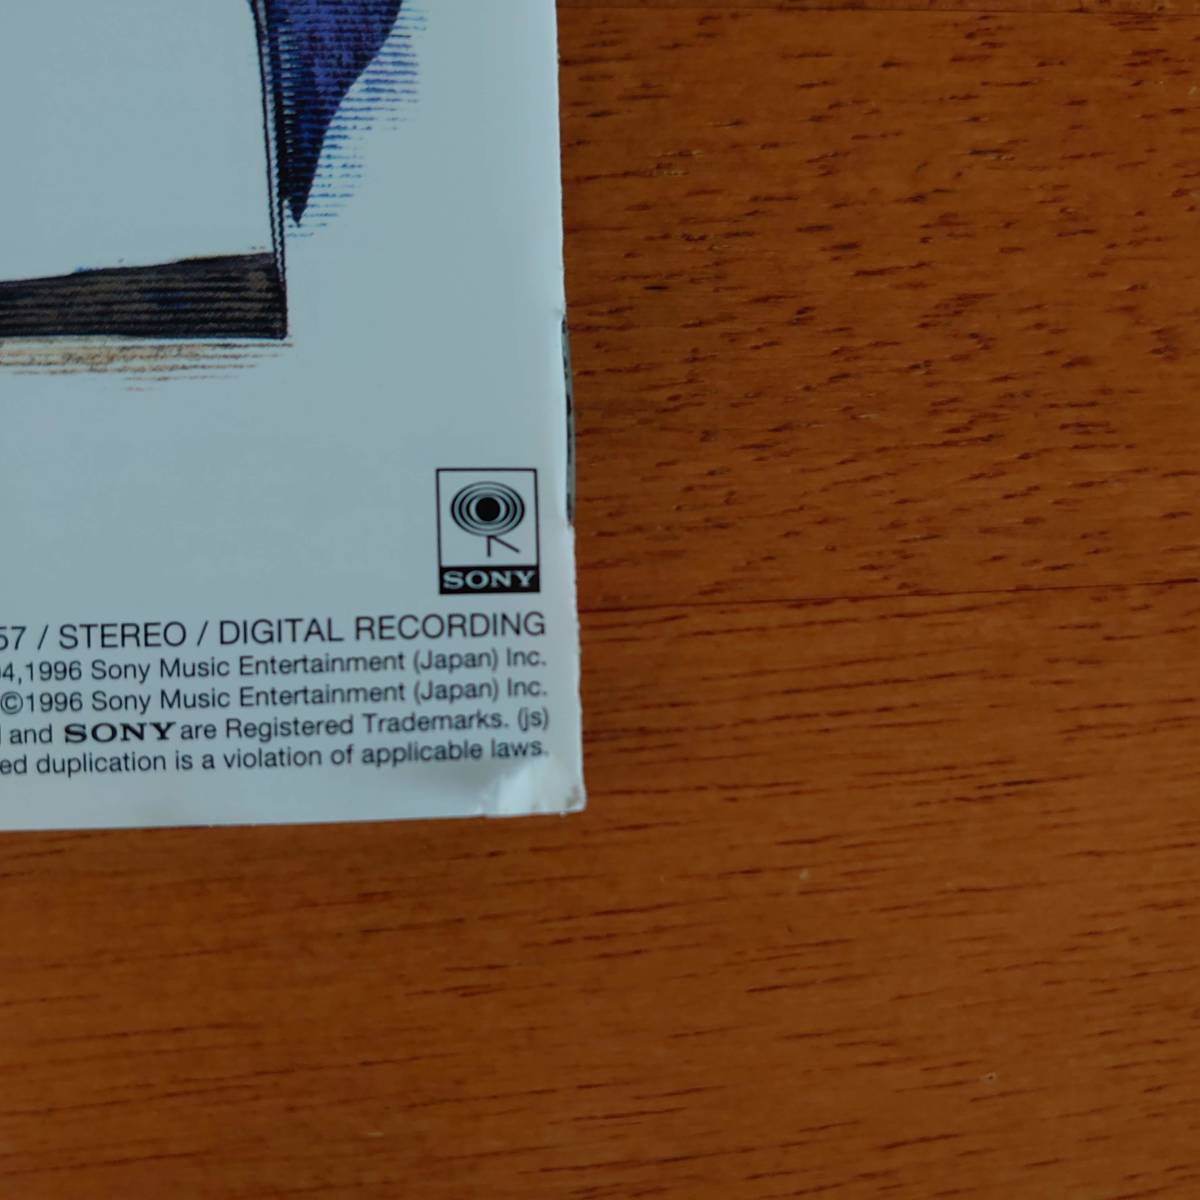 SONY
57 / STEREO / DIGITAL RECORDING
94,1996 Sony Music Entertainment (Japan) Inc.
©1996 Sony Music Entertainment (Japan) Inc.
and SONY are Registered Trademarks. (js)
ed duplication is a violation of applicable laws.